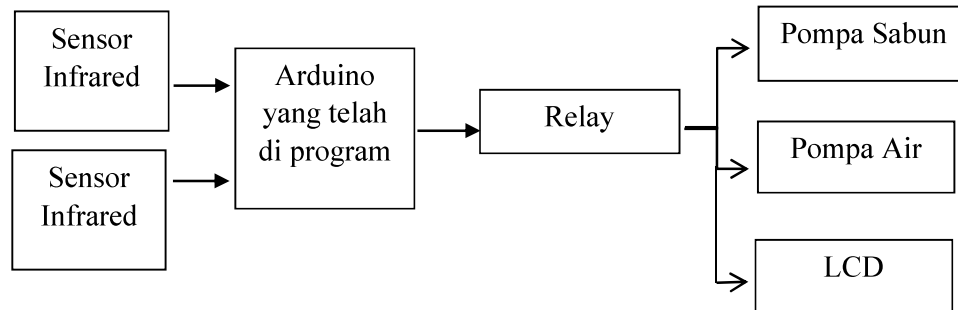 Sensor
Infrared
Sensor
Infrared
Arduino
yang telah
di program
Relay
Pompa Sabun
Pompa Air
LCD